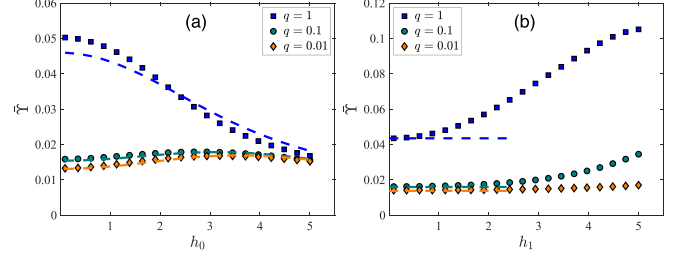 (a)
q = 1
q = 0.1
q = 0.01
0.06
0.05
0.04
0.03
0.02
0.01
0
1 2 3 4 5
h₀
Ῡ
(b)
q = 1
q = 0.1
q = 0.01
0.12
0.10
0.08
0.06
0.04
0.02
0
1 2 3 4 5
h₁
Ῡ